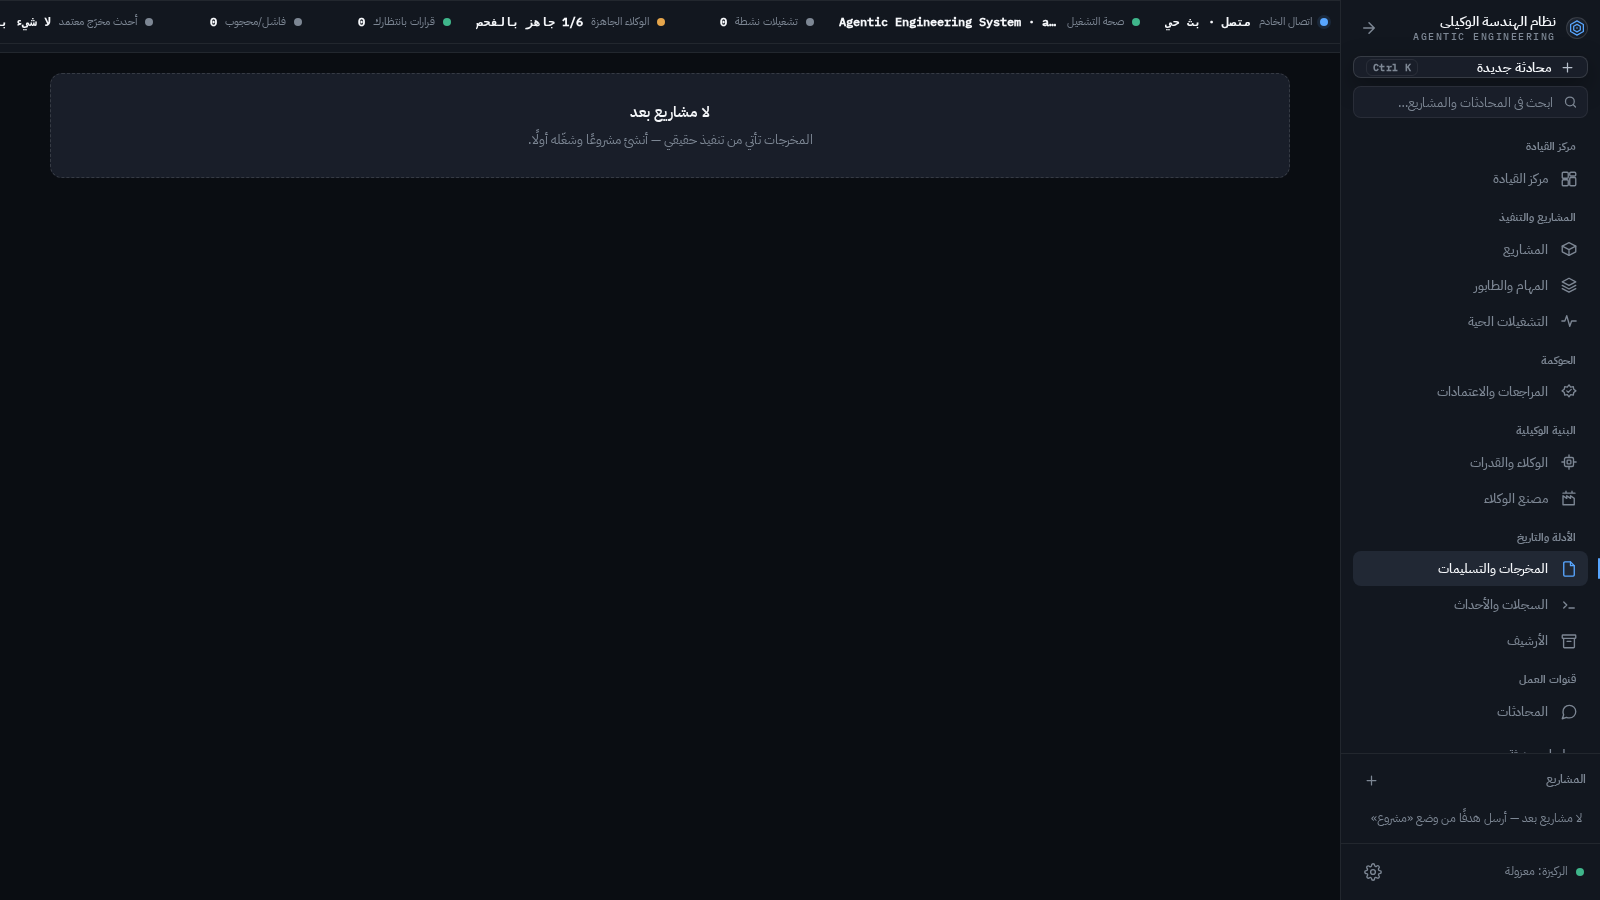 نظام الهندسة الوكيلي
AGENTIC ENGINEERING
محادثة جديدة
Ctrl K
ابحث في المحادثات والمشاريع...
مركز القيادة
مركز القيادة
المشاريع والتنفيذ
المشاريع
المهام والطابور
التشغيلات الحية
الحوكمة
المراجعات والاعتمادات
البنية الوكيلية
الوكلاء والقدرات
مصنع الوكلاء
الأدلة والتاريخ
المخرجات والتسليمات
السجلات والأحداث
الأرشيف
قنوات العمل
المحادثات
المشاريع
لا مشاريع بعد — أرسل هدفًا من وضع «مشروع»
الركيزة: معزولة
اتصال الخادم متصل · بث حي
صحة التشغيل Agentic Engineering System · a…
تشغيلات نشطة 0
الوكلاء الجاهزة 1/6 جاهز بالفحص
قرارات بانتظارك 0
فاشل/محجوب 0
أحدث مخرّج معتمد لا شيء
لا مشاريع بعد
المخرجات تأتي من تنفيذ حقيقي — أنشئ مشروعًا وشغّله أولًا.